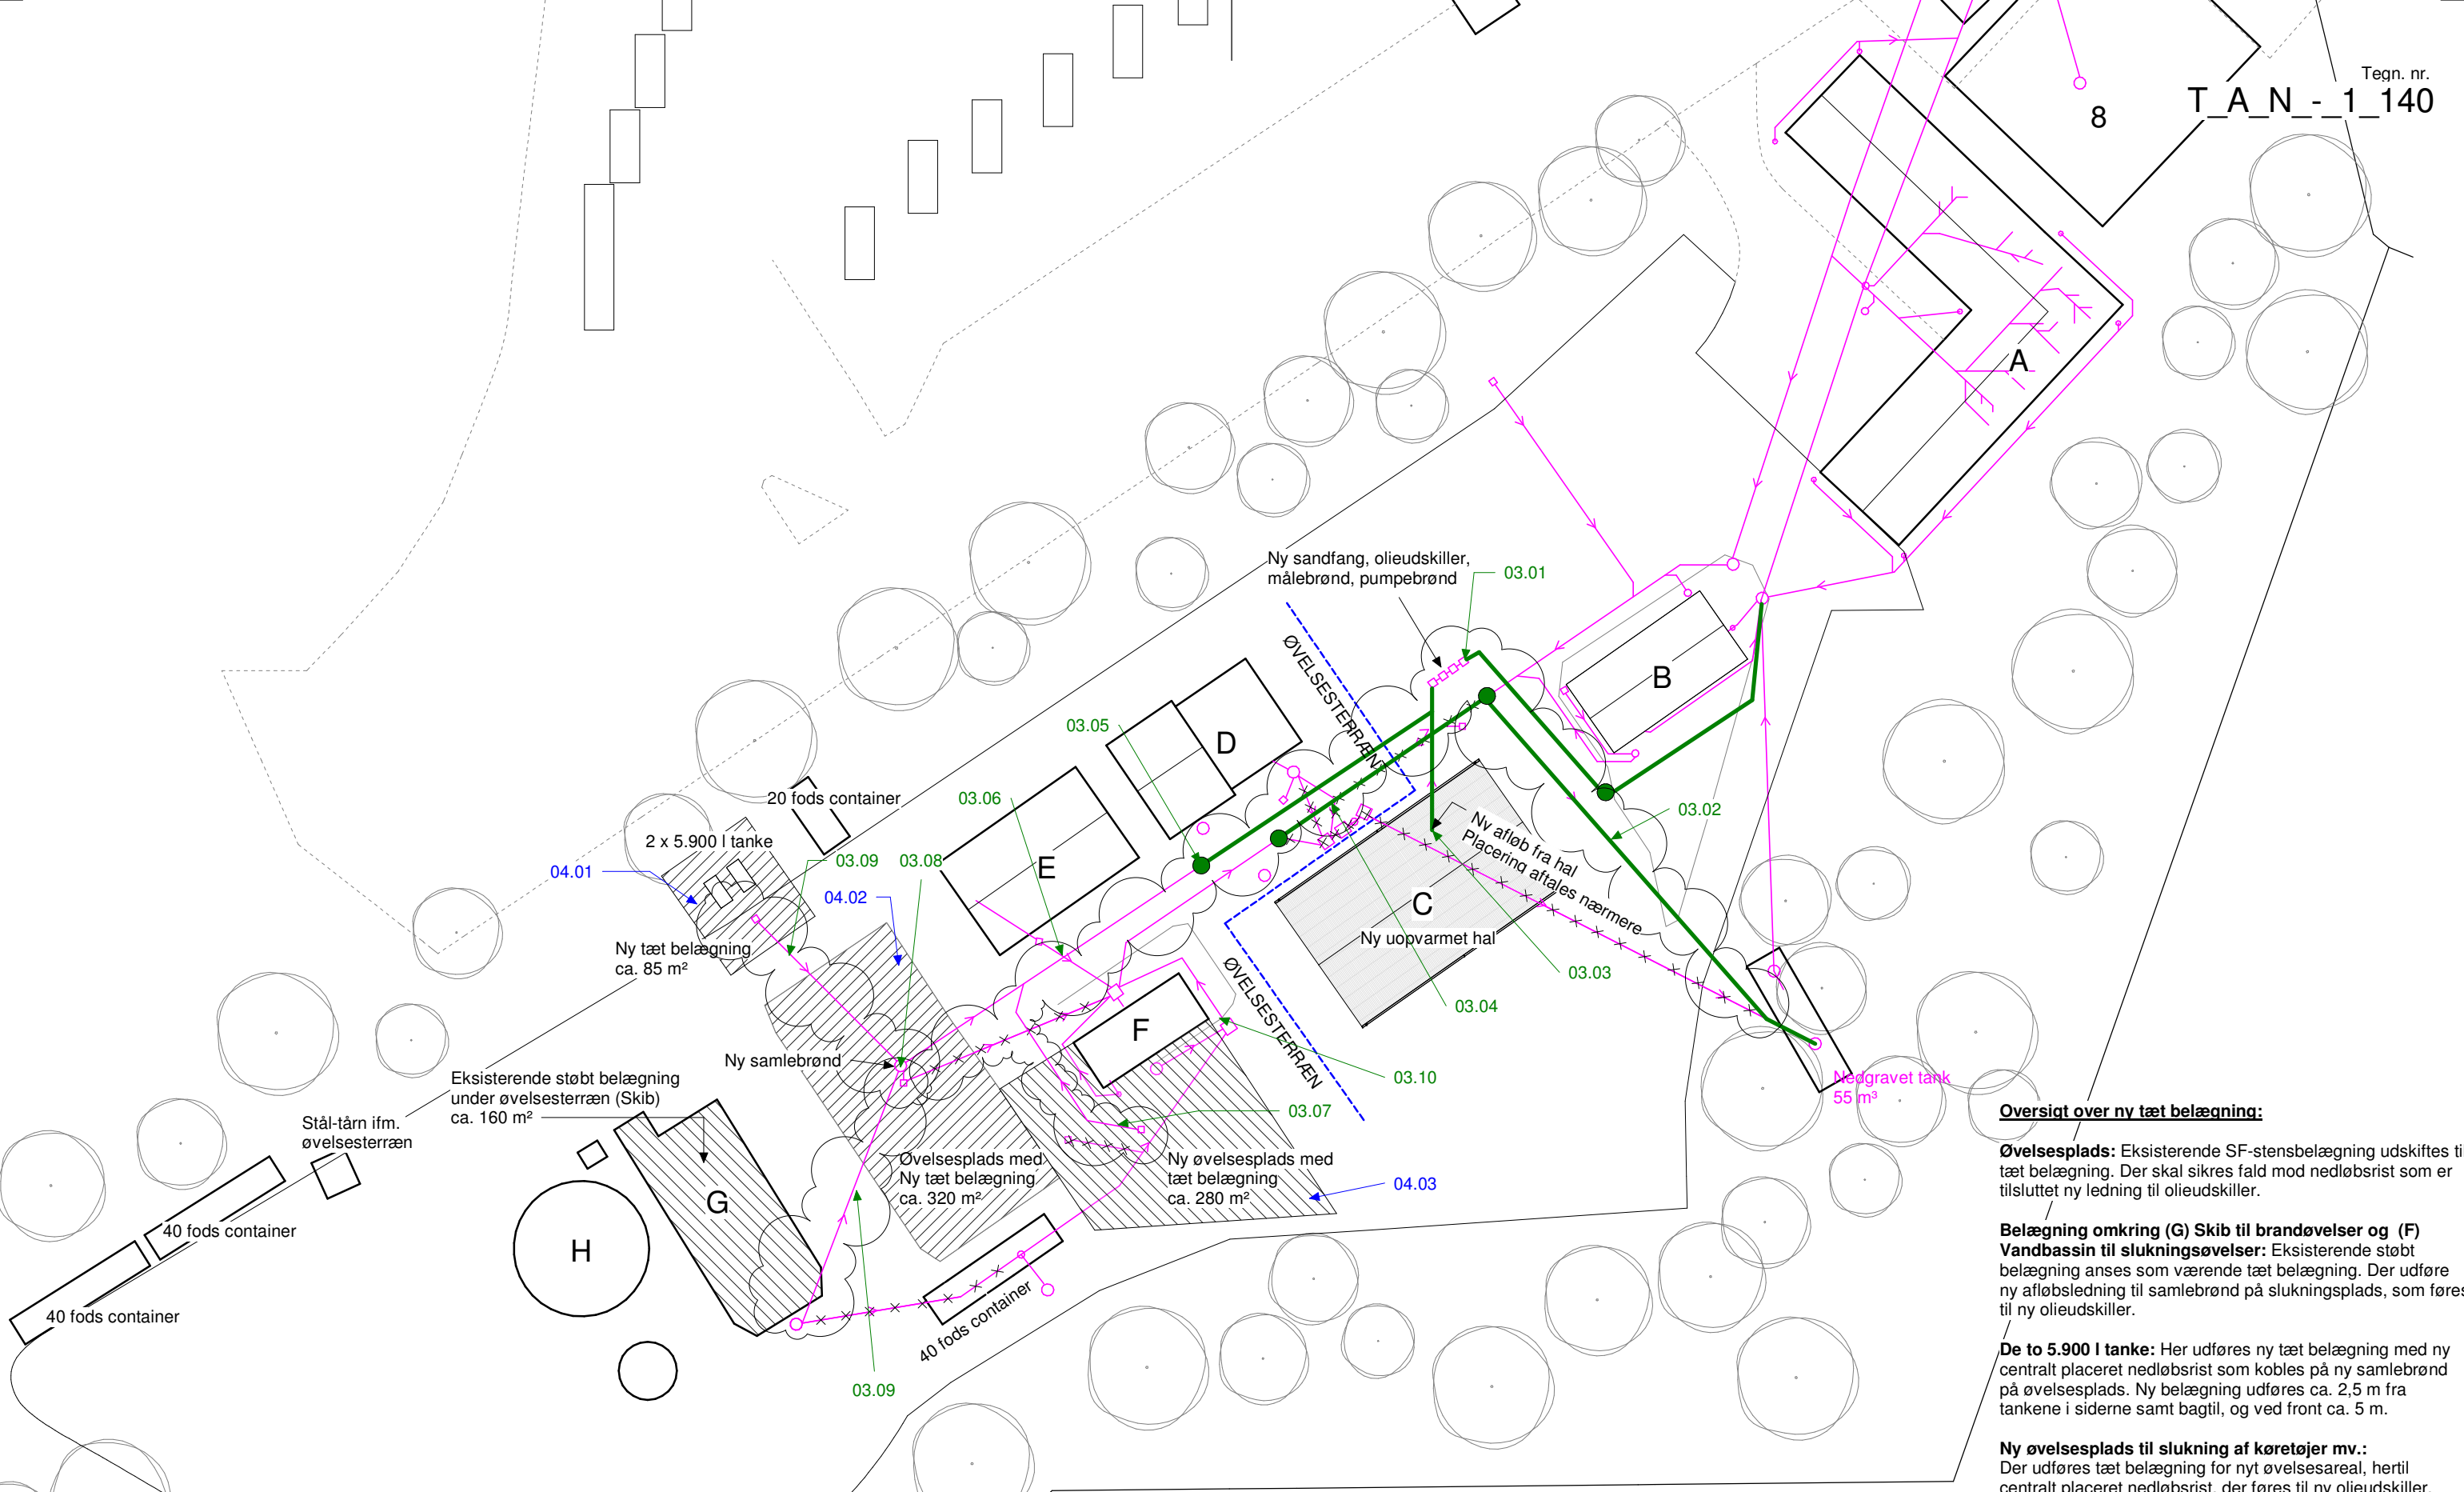 Tegn. nr.
T_A_N_-_1_140
8
A
Ny sandfang, olieudskiller,
målebrønd, pumpebrønd
03.01
ØVELSESTERRÆN
B
03.05
D
03.06
20 fods container
2 x 5.900 l tanke
04.01
03.09
03.08
04.02
E
03.02
Ny afløb fra hal
Placering aftales nærmere
C
Ny uopvarmet hal
Ny tæt belægning
ca. 85 m²
03.03
03.04
ØVELSESTERRÆN
F
Ny samlebrønd
03.10
Nedgravet tank
55 m³
Eksisterende støbt belægning
under øvelsesterræn (Skib)
ca. 160 m²
Stål-tårn ifm.
øvelsesterræn
03.07
Øvelsesplads med
Ny tæt belægning
ca. 320 m²
Ny øvelsesplads med
tæt belægning
ca. 280 m²
04.03
G
H
40 fods container
40 fods container
40 fods container
03.09
Oversigt over ny tæt belægning:
Øvelsesplads: Eksisterende SF-stensbelægning udskiftes ti
tæt belægning. Der skal sikres fald mod nedløbsrist som er
tilsluttet ny ledning til olieudskiller.
Belægning omkring (G) Skib til brandøvelser og (F)
Vandbassin til slukningsøvelser: Eksisterende støbt
belægning anses som værende tæt belægning. Der udføre
ny afløbsledning til samlebrønd på slukningsplads, som føres
til ny olieudskiller.
De to 5.900 l tanke: Her udføres ny tæt belægning med ny
centralt placeret nedløbsrist som kobles på ny samlebrønd
på øvelsesplads. Ny belægning udføres ca. 2,5 m fra
tankene i siderne samt bagtil, og ved front ca. 5 m.
Ny øvelsesplads til slukning af køretøjer mv.:
Der udføres tæt belægning for nyt øvelsesareal, hertil
centralt placeret nedløbsrist, der føres til ny olieudskiller.